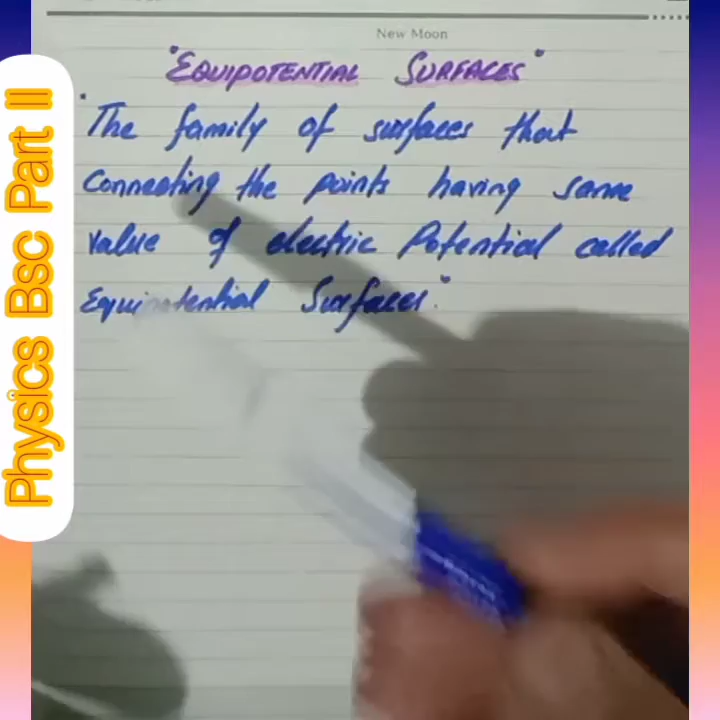 New Moon
"EQUIPOTENTIAL SURFACES"
"The family of surfaces that
Connecting the points having same
value of electric Potential called
Equipotential Surfaces."
Physics Bsc Part II